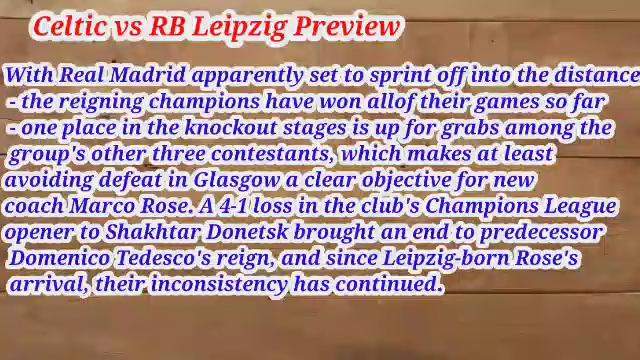 Celtic vs RB Leipzig Preview
With Real Madrid apparently set to sprint off into the distance
- the reigning champions have won allof their games so far
- one place in the knockout stages is up for grabs among the
group's other three contestants, which makes at least
avoiding defeat in Glasgow a clear objective for new
coach Marco Rose. A 4-1 loss in the club's Champions League
opener to Shakhtar Donetsk brought an end to predecessor
Domenico Tedesco's reign, and since Leipzig-born Rose's
arrival, their inconsistency has continued.